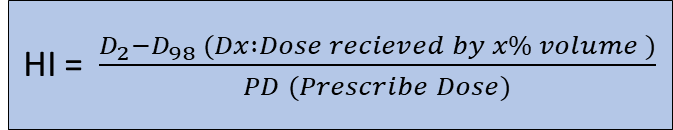 HI = D₂−D₉₈ (Dx:Dose recieved by x% volume )
PD (Prescribe Dose)